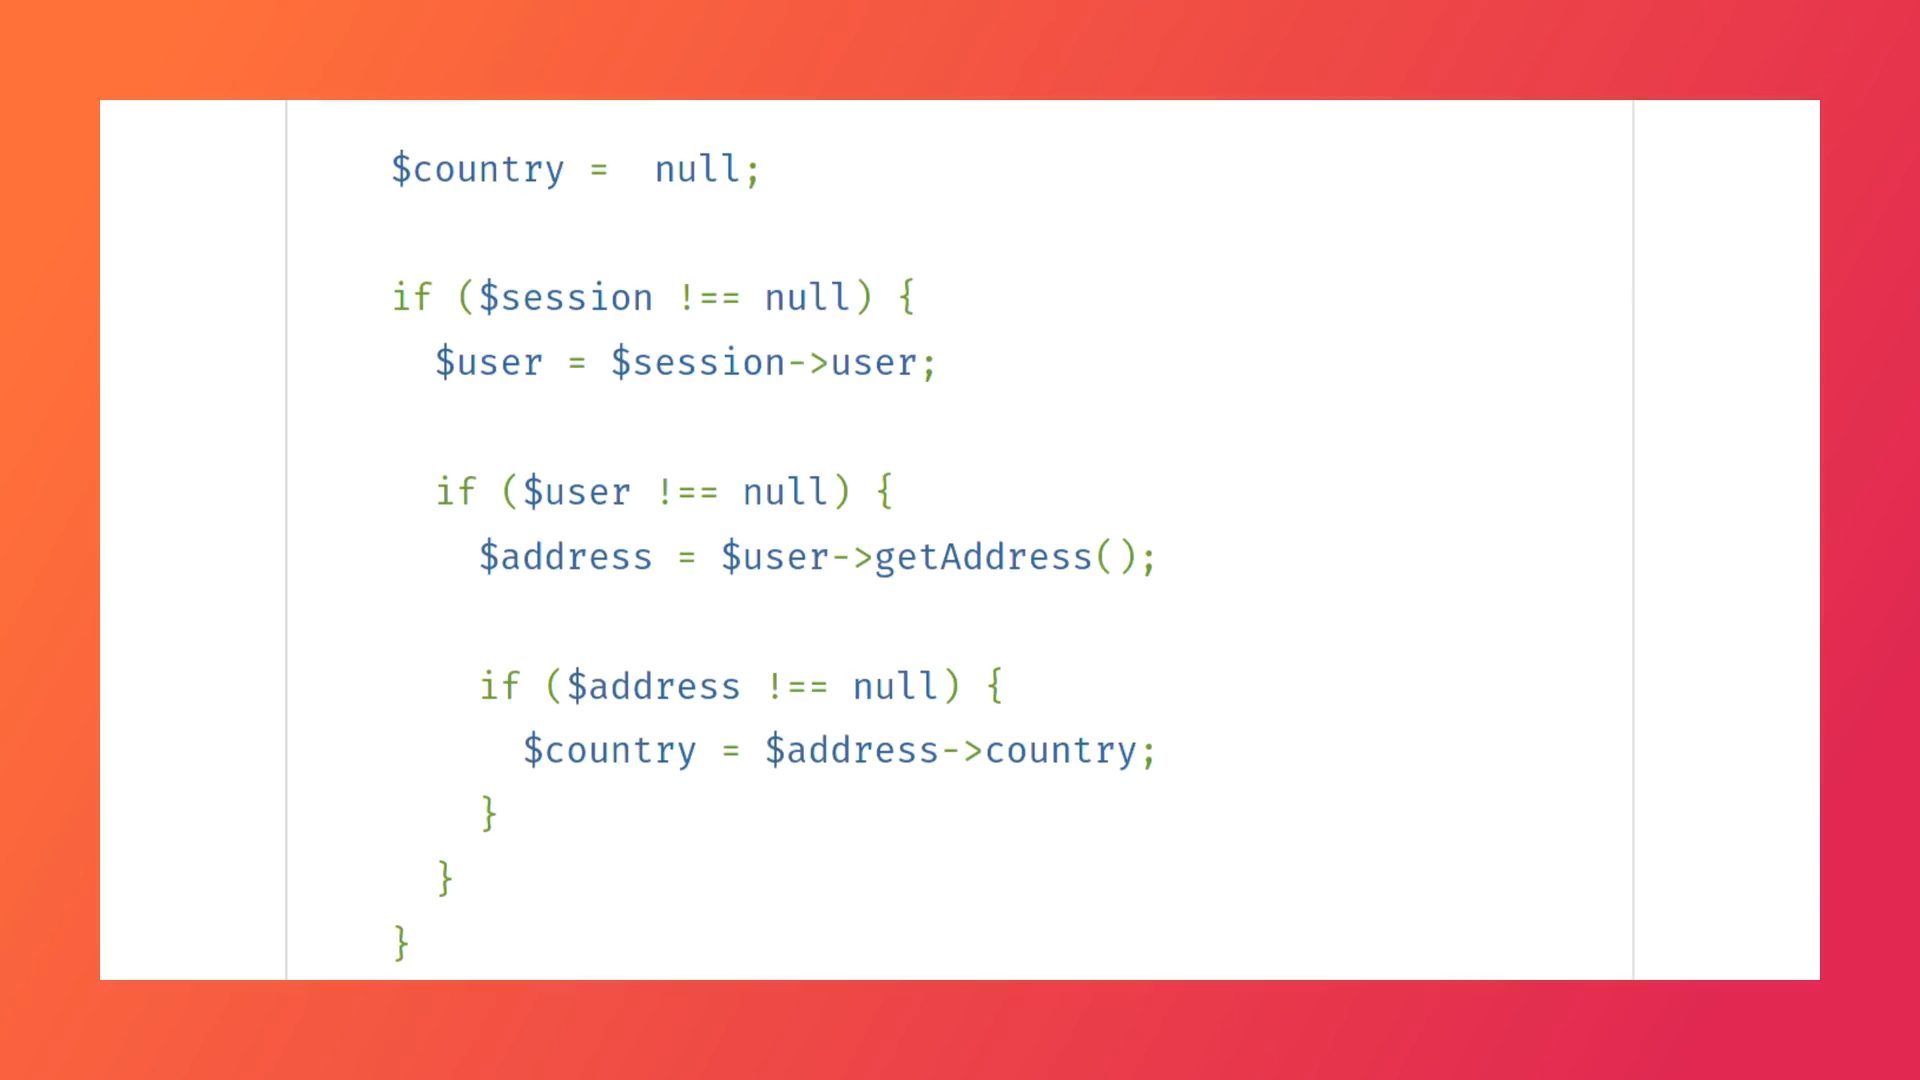 $country =  null;
if ($session !== null) {
$user = $session->user;
if ($user !== null) {
$address = $user->getAddress();
if ($address !== null) {
$country = $address->country;
}
}
}